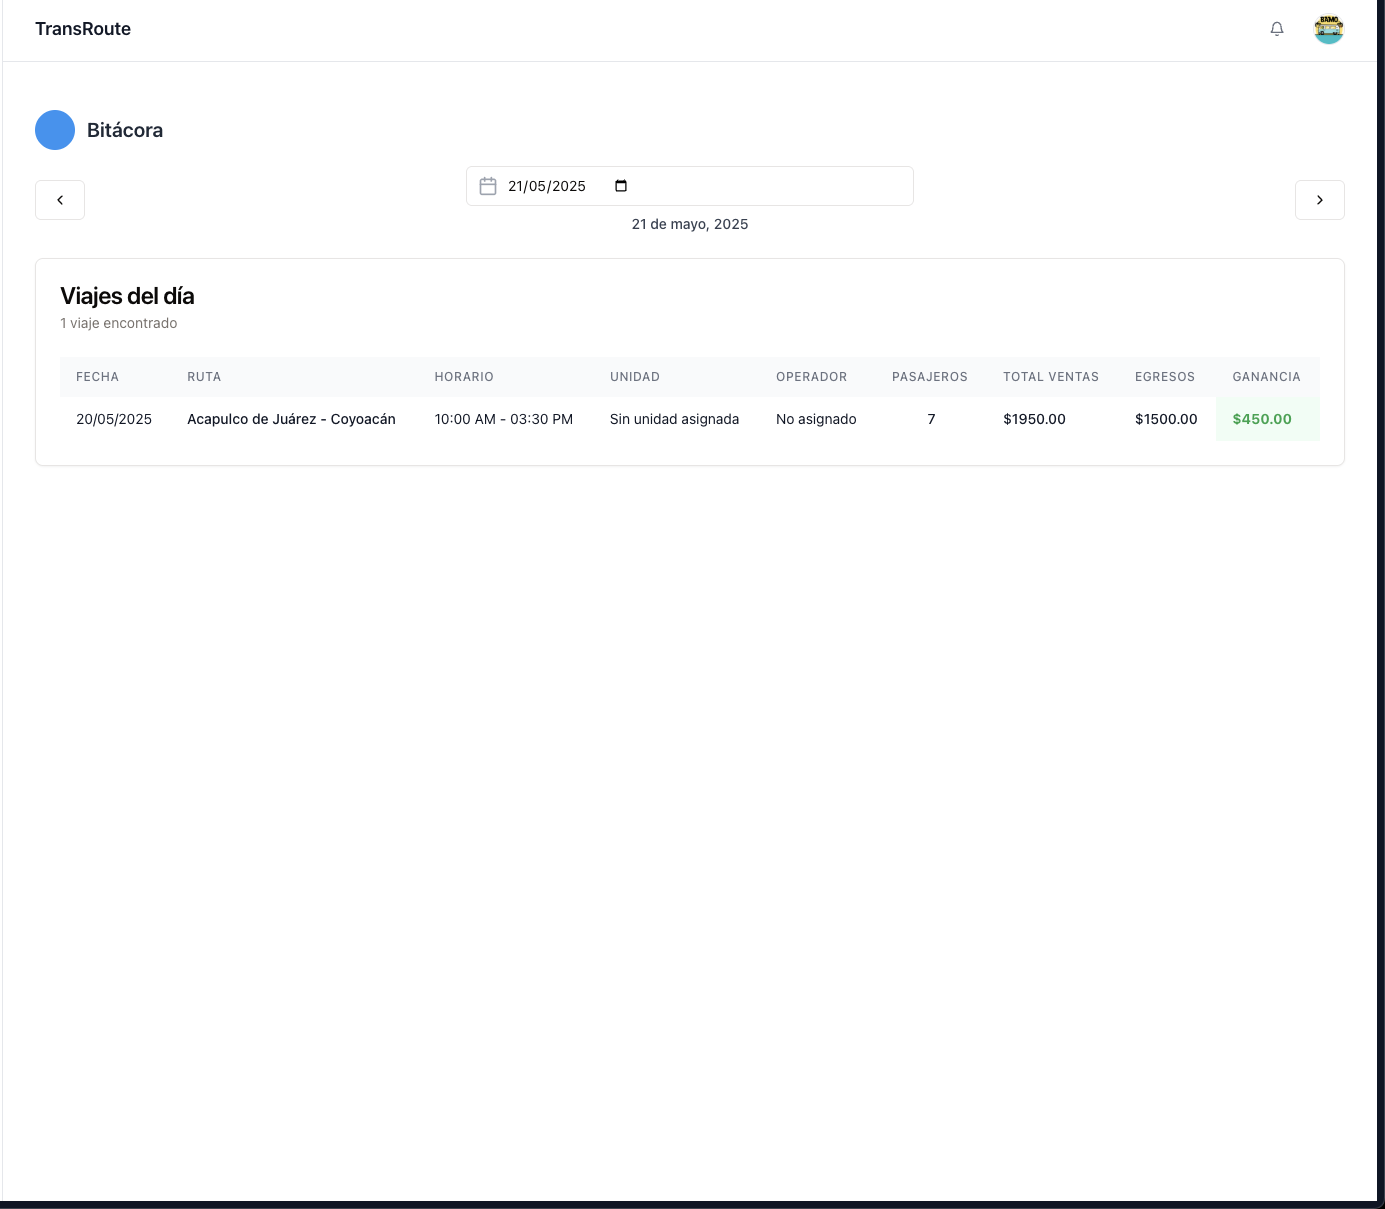 TransRoute
BAMO
Bitácora
21/05/2025
21 de mayo, 2025
Viajes del día
1 viaje encontrado
FECHA RUTA HORARIO UNIDAD OPERADOR PASAJEROS TOTAL VENTAS EGRESOS GANANCIA
20/05/2025 Acapulco de Juárez - Coyoacán 10:00 AM - 03:30 PM Sin unidad asignada No asignado 7 $1950.00 $1500.00 $450.00